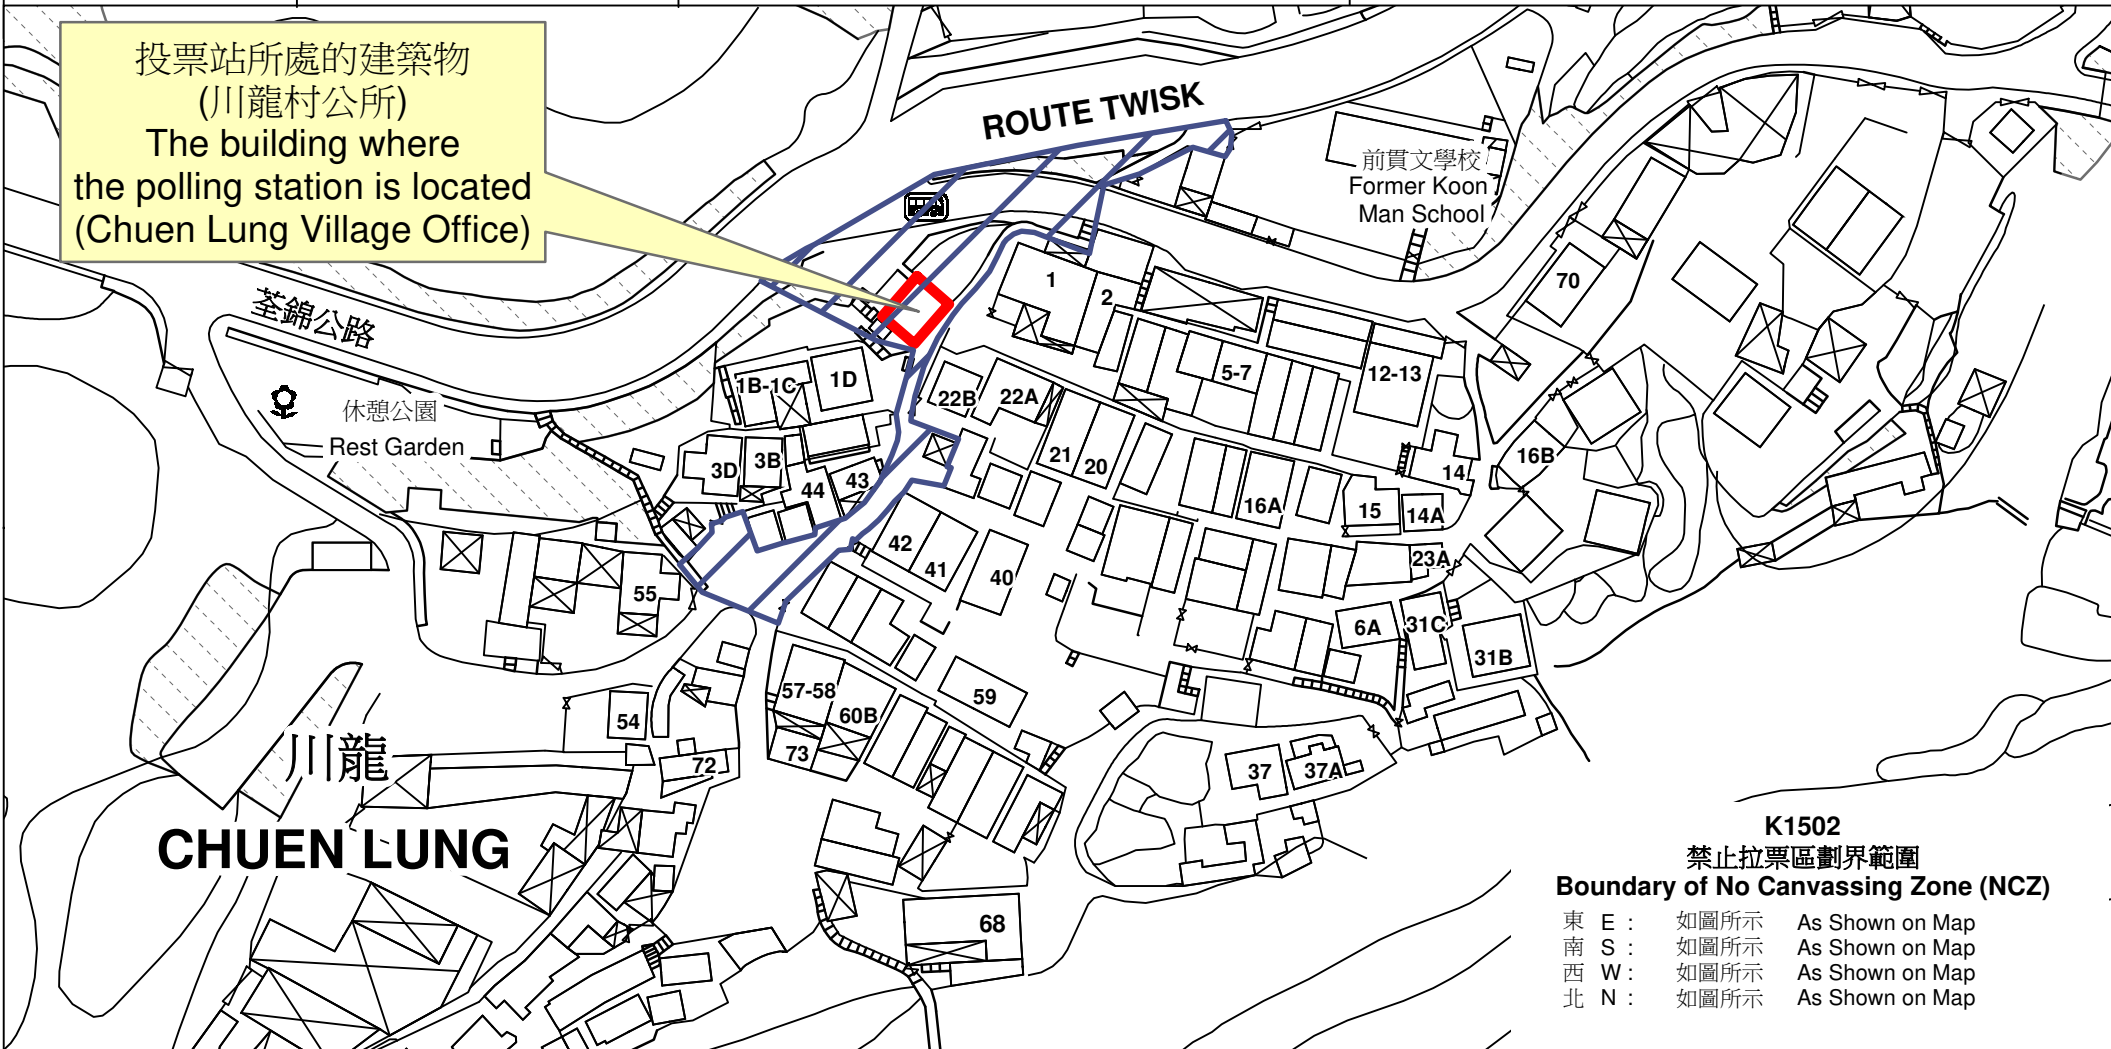 投票站所處的建築物
(川龍村公所)
The building where
the polling station is located
(Chuen Lung Village Office)
ROUTE TWISK
前貫文學校
Former Koon
Man School
荃錦公路
休憩公園
Rest Garden
1
2
70
5-7
12-13
1B-1C
1D
22B
22A
21
20
3D
3B
44
43
16A
15
14
14A
16B
42
41
40
23A
55
6A
31C
31B
57-58
60B
59
54
73
72
37
37A
川龍
CHUEN LUNG
68
K1502
禁止拉票區劃界範圍
Boundary of No Canvassing Zone (NCZ)
東 E : 如圖所示 As Shown on Map
南 S : 如圖所示 As Shown on Map
西 W : 如圖所示 As Shown on Map
北 N : 如圖所示 As Shown on Map